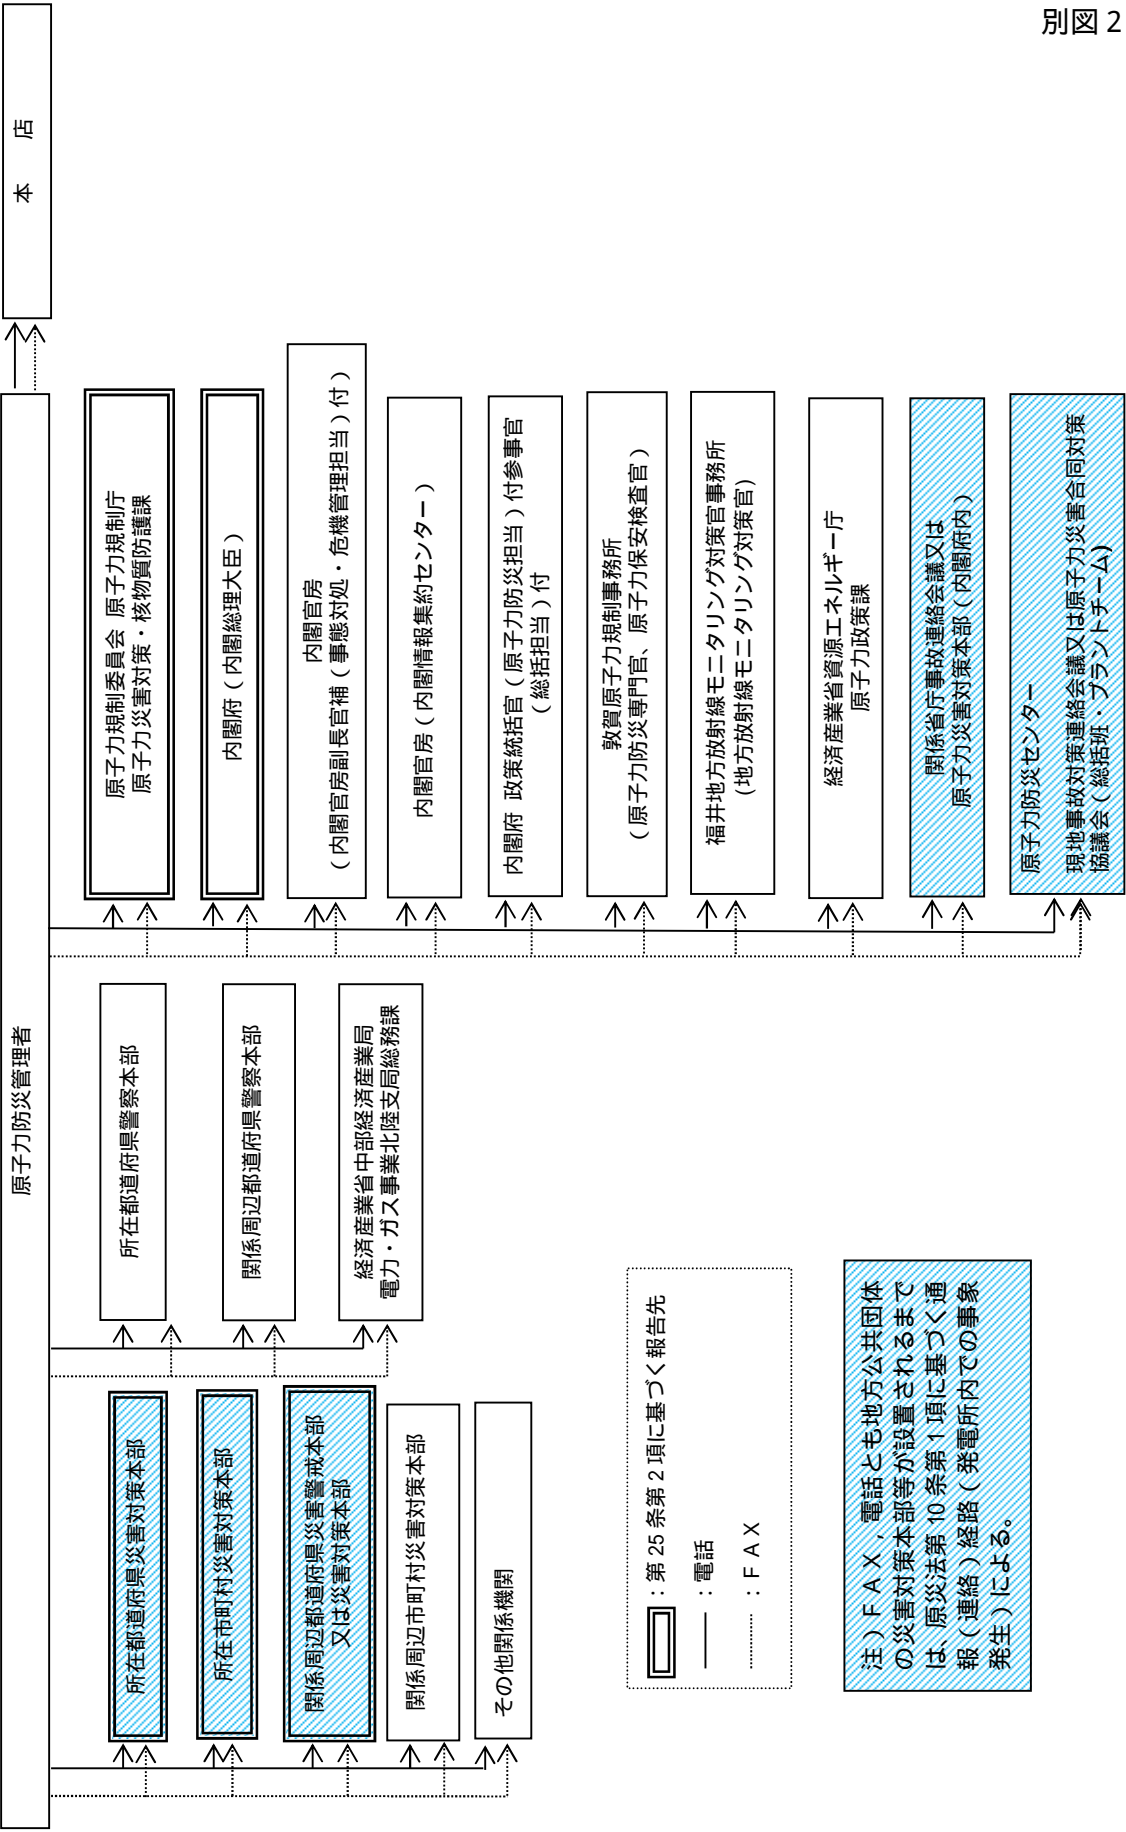 別図 2
本　店
原子力防災管理者
原子力規制委員会 原子力規制庁
原子力災害対策・核物質防護課
内閣府（内閣総理大臣）
内閣官房
（内閣官房副長官補（事態対処・危機管理担当）付）
内閣官房（内閣情報集約センター）
内閣府 政策統括官（原子力防災担当）付参事官
（総括担当）付
敦賀原子力規制事務所
（原子力防災専門官、原子力保安検査官）
福井地方放射線モニタリング対策官事務所
(地方放射線モニタリング対策官)
経済産業省資源エネルギー庁
原子力政策課
関係省庁事故連絡会議又は
原子力災害対策本部（内閣府内）
原子力防災センター
現地事故対策連絡会議又は原子力災害合同対策
協議会（総括班・プラントチーム)
所在都道府県警察本部
関係周辺都道府県警察本部
経済産業省中部経済産業局
電力・ガス事業北陸支局総務課
所在都道府県災害対策本部
所在市町村災害対策本部
関係周辺都道府県災害警戒本部
又は災害対策本部
関係周辺市町村災害対策本部
その他関係機関
：第 25 条第 2 項に基づく報告先
：電話
：ＦＡＸ
注）ＦＡＸ，電話とも地方公共団体
の災害対策本部等が設置されるまで
は、原災法第 10 条第 1 項に基づく通
報（連絡）経路（発電所内での事象
発生）による。